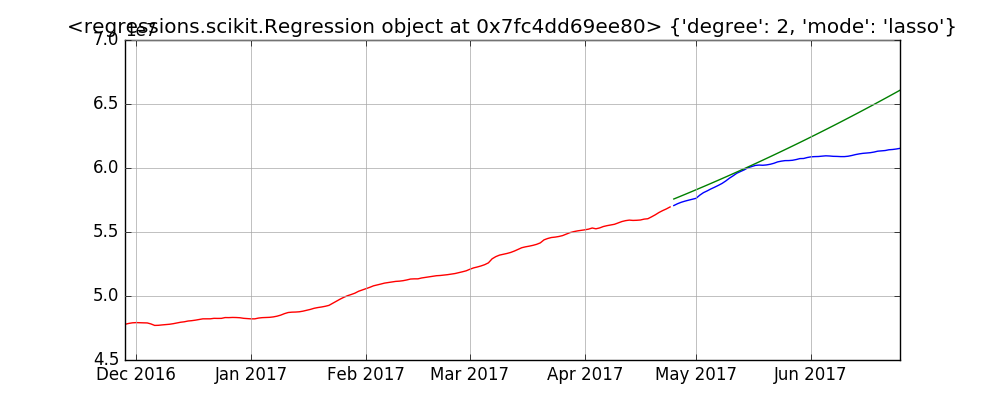 <regressions.scikit.Regression object at 0x7fc4dd69ee80> {'degree': 2, 'mode': 'lasso'}
1e7
7.0
6.5
6.0
5.5
5.0
4.5
Dec 2016 Jan 2017 Feb 2017 Mar 2017 Apr 2017 May 2017 Jun 2017